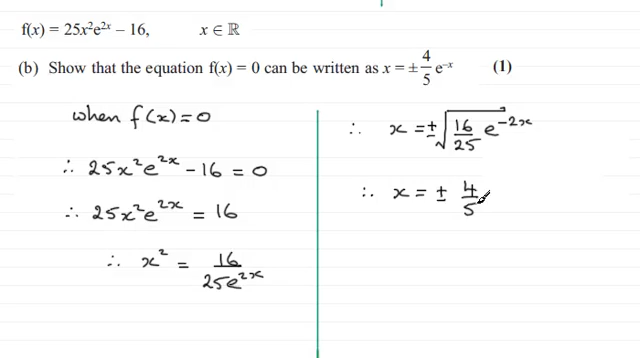 f(x) = 25x²e²ˣ – 16,    x ∈ ℝ
(b) Show that the equation f(x) = 0 can be written as x = ± 4/5 e⁻ˣ    (1)
when f(x) = 0
∴ 25x²e²ˣ - 16 = 0
∴ 25x²e²ˣ = 16
∴ x² = 16/25e²ˣ
∴ x = ± √(16/25 e⁻²ˣ)
∴ x = ± 4/5